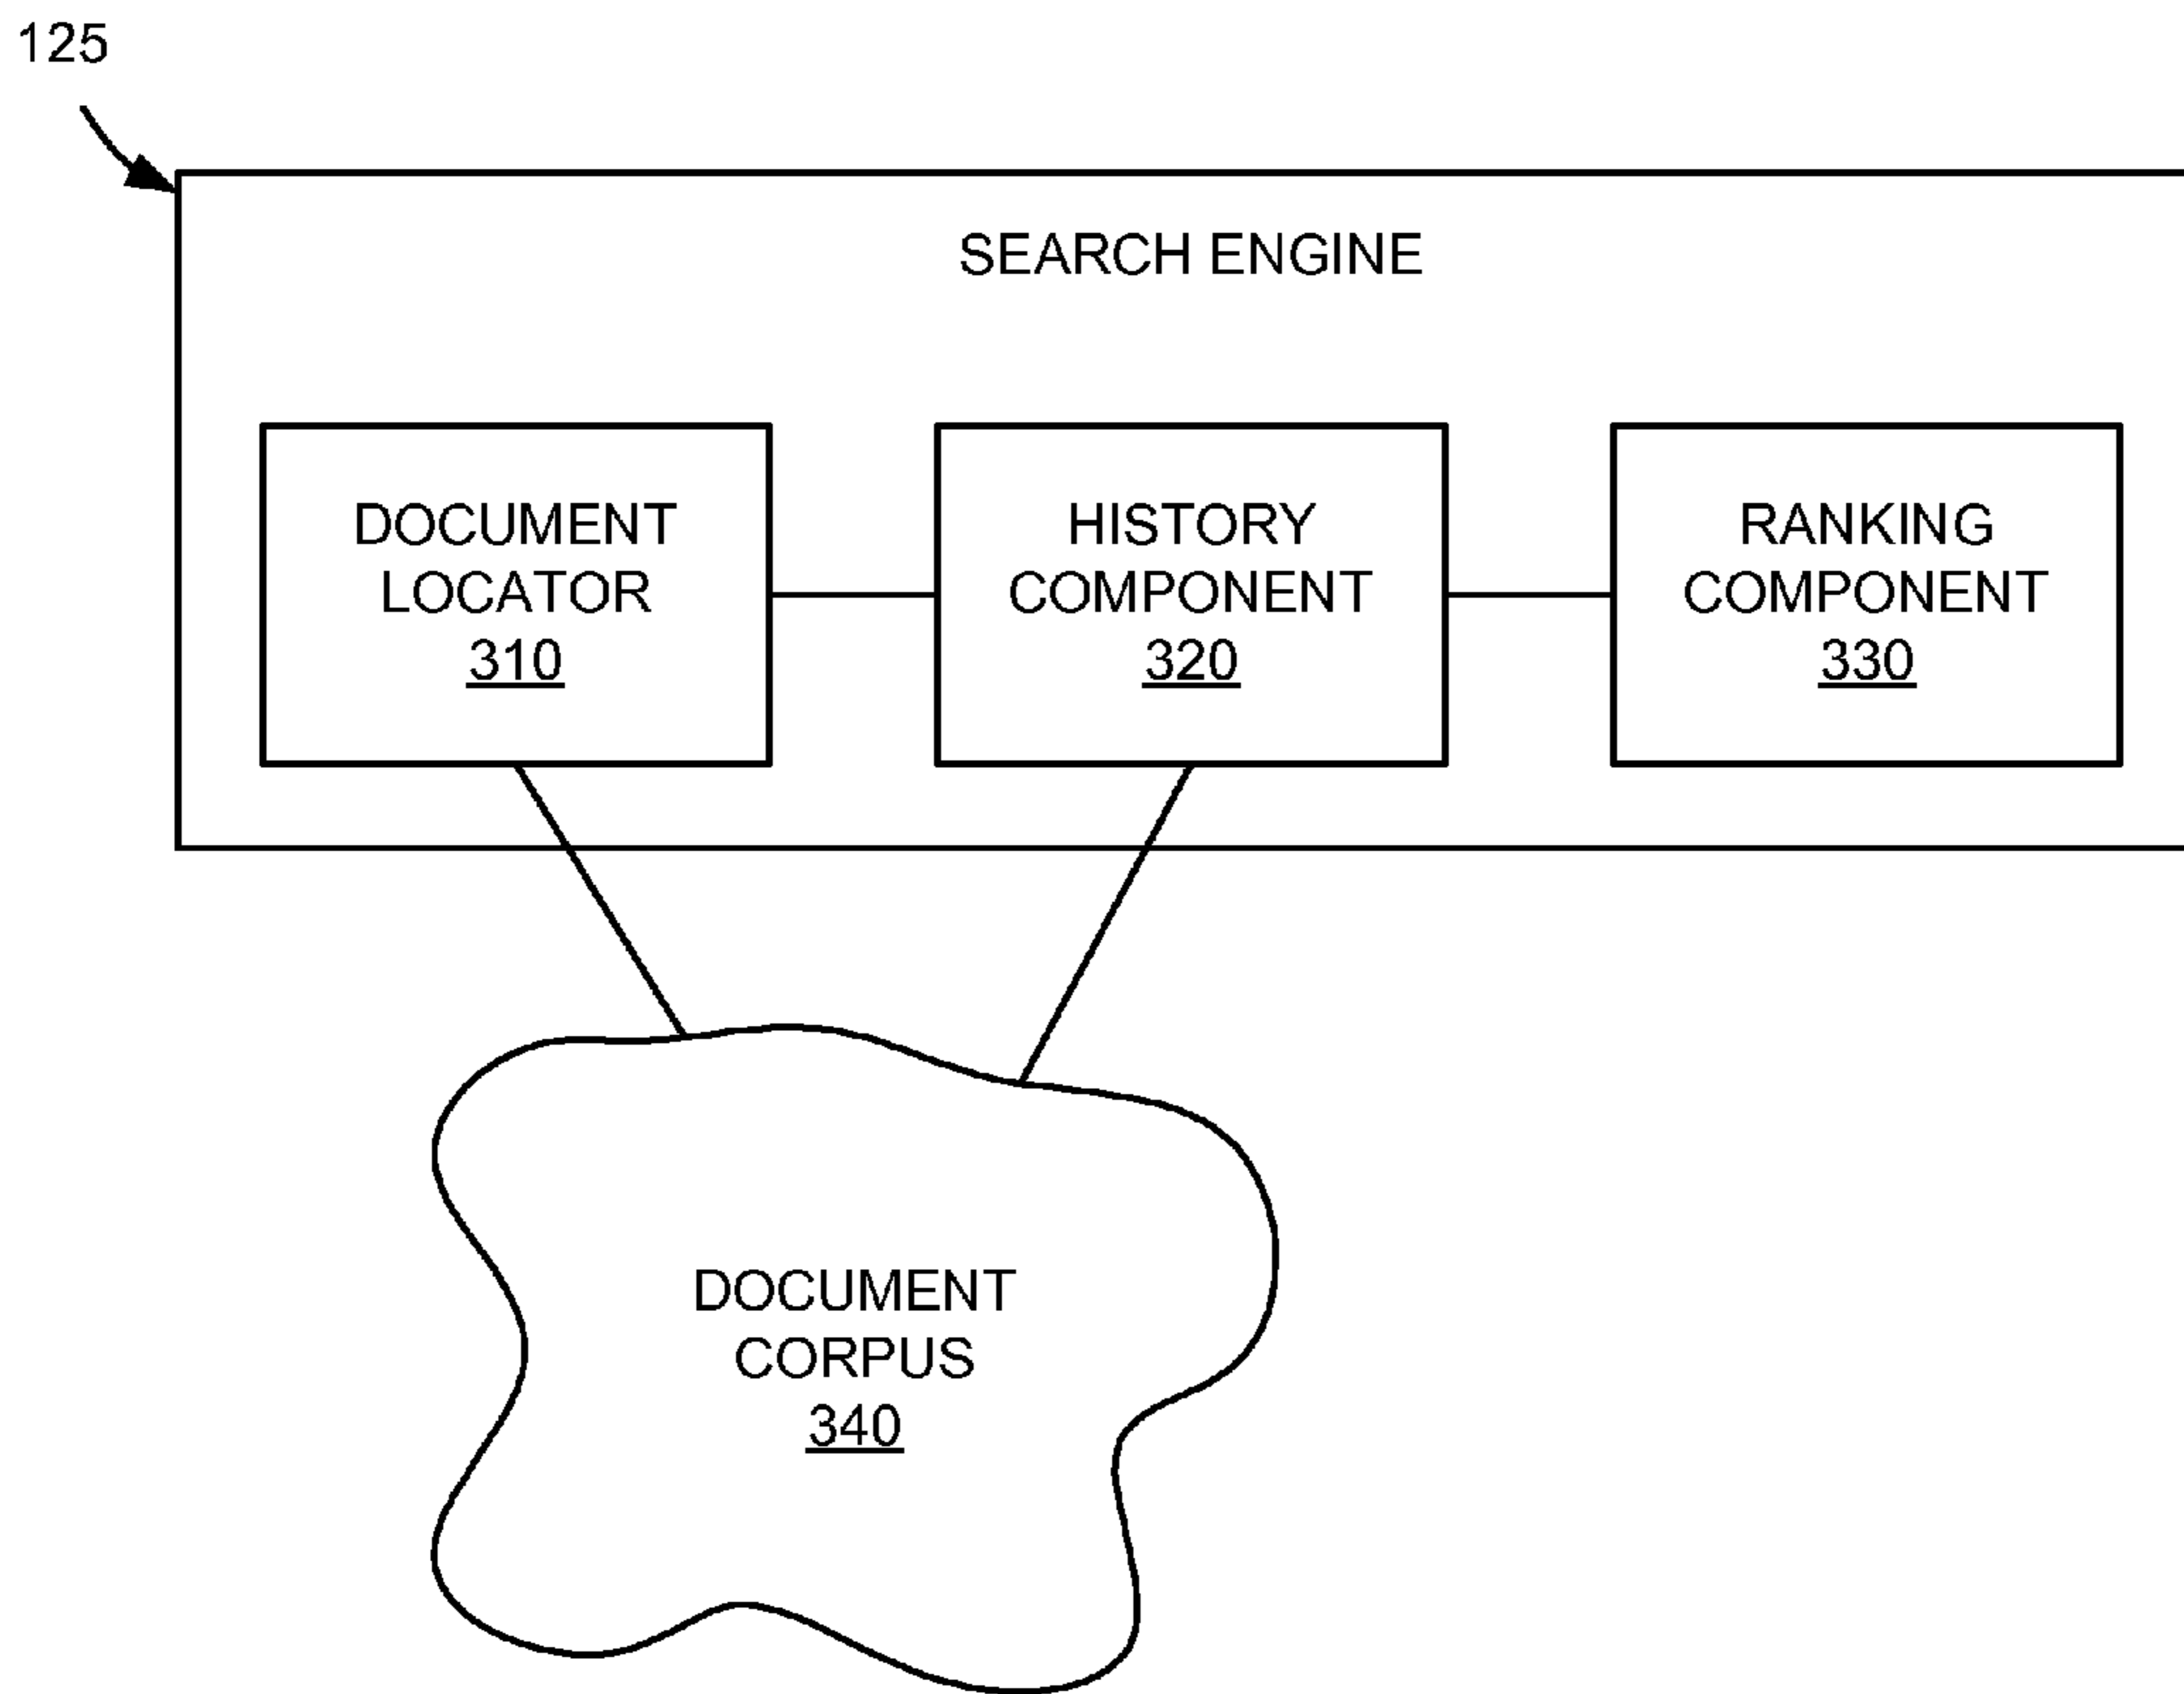 125
SEARCH ENGINE
DOCUMENT
LOCATOR
310
HISTORY
COMPONENT
320
RANKING
COMPONENT
330
DOCUMENT
CORPUS
340